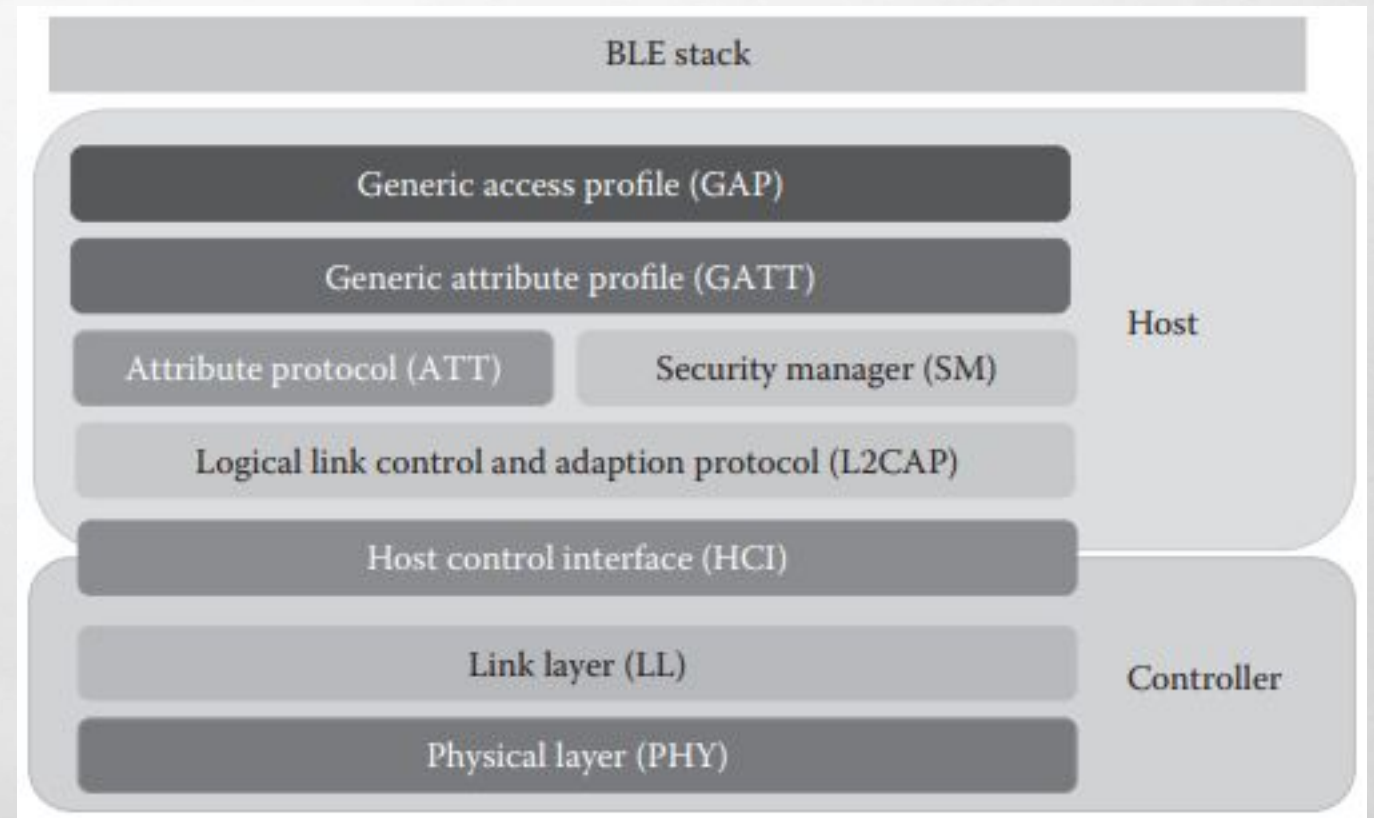 BLE stack
Generic access profile (GAP)
Generic attribute profile (GATT)
Host
Attribute protocol (ATT)
Security manager (SM)
Logical link control and adaption protocol (L2CAP)
Host control interface (HCI)
Link layer (LL)
Controller
Physical layer (PHY)